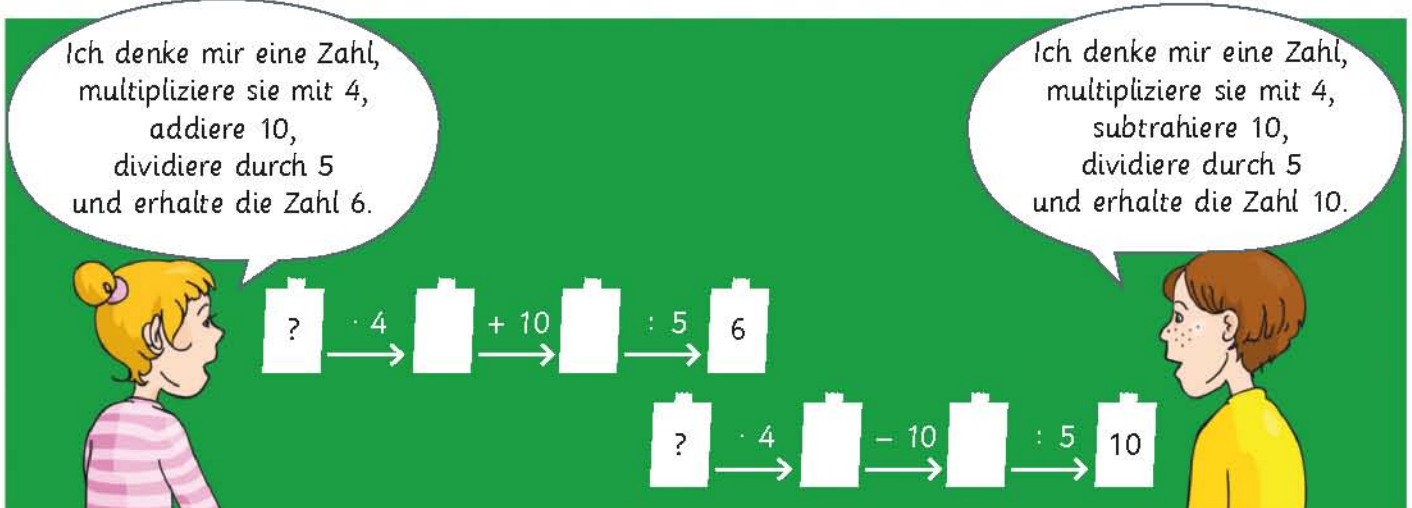 Ich denke mir eine Zahl,
multipliziere sie mit 4,
addiere 10,
dividiere durch 5
und erhalte die Zahl 6.
Ich denke mir eine Zahl,
multipliziere sie mit 4,
subtrahiere 10,
dividiere durch 5
und erhalte die Zahl 10.
? · 4 + 10 : 5 6
? · 4 – 10 : 5 10